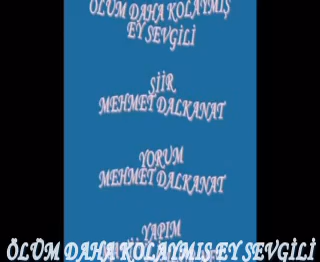 ÖLÜM DAHA KOLAYMIŞ
EY SEVGİLİ
ŞİİR
MEHMET DALKANAT
YORUM
MEHMET DALKANAT
YAPIM
ÖLÜM DAHA KOLAYMIŞ EY SEVGİLİ